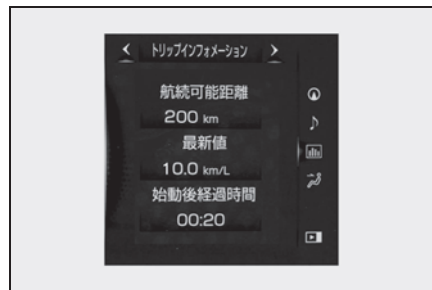 トリップインフォメーション
航続可能距離
200 km
最新値
10.0 km/L
始動後経過時間
00:20